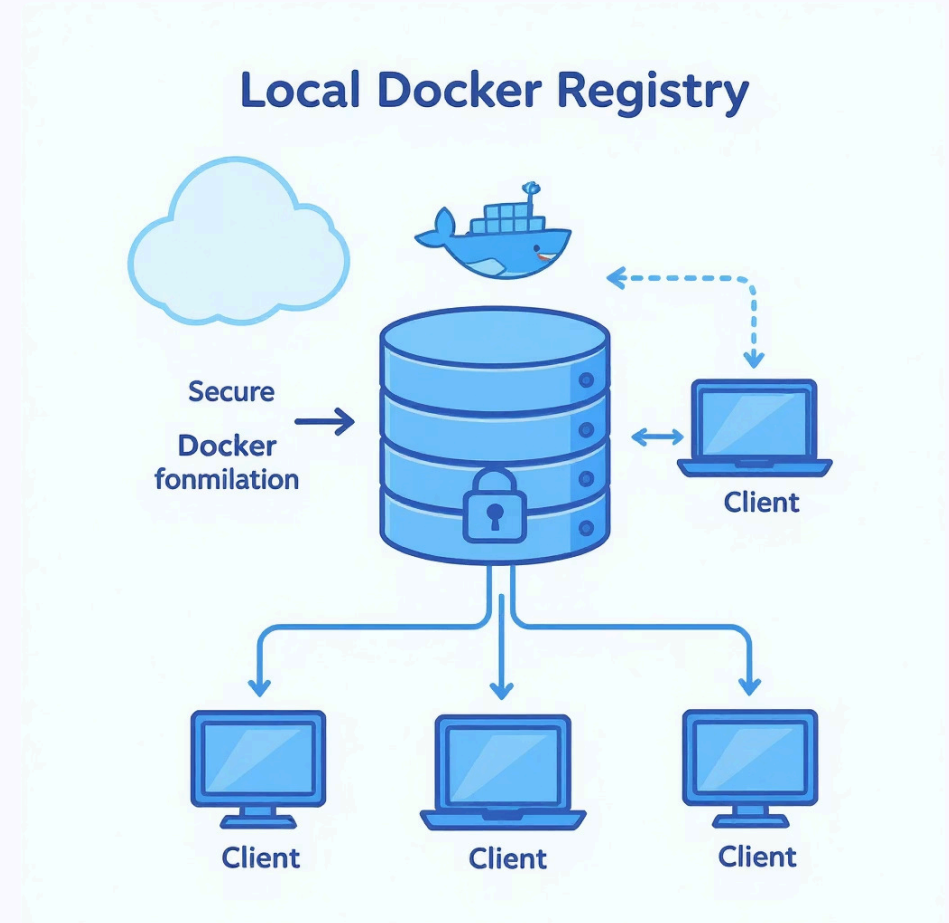 Local Docker Registry
Secure
Docker
fonmilation
Client
Client
Client
Client